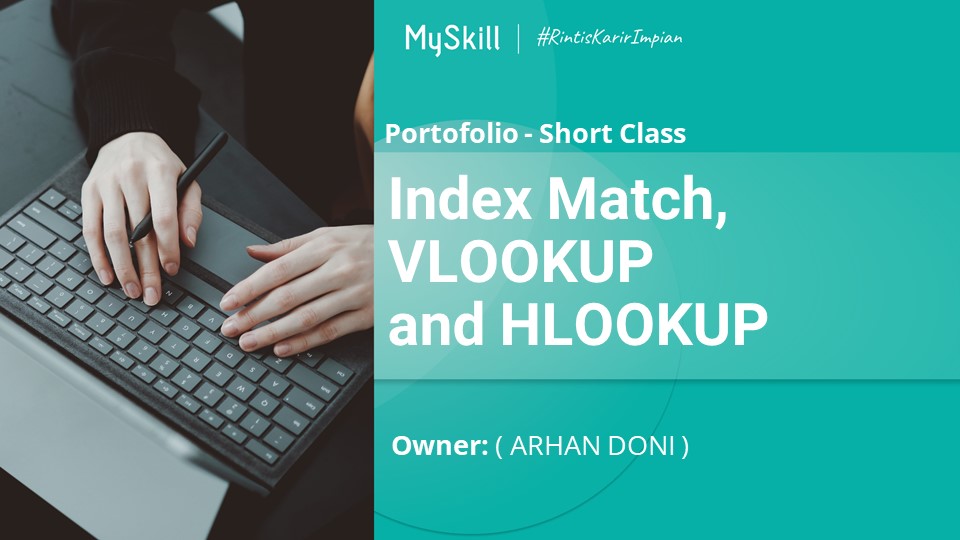 MySkill | #RintisKarirImpian
Portofolio - Short Class
Index Match,
VLOOKUP
and HLOOKUP
Owner: ( ARHAN DONI )